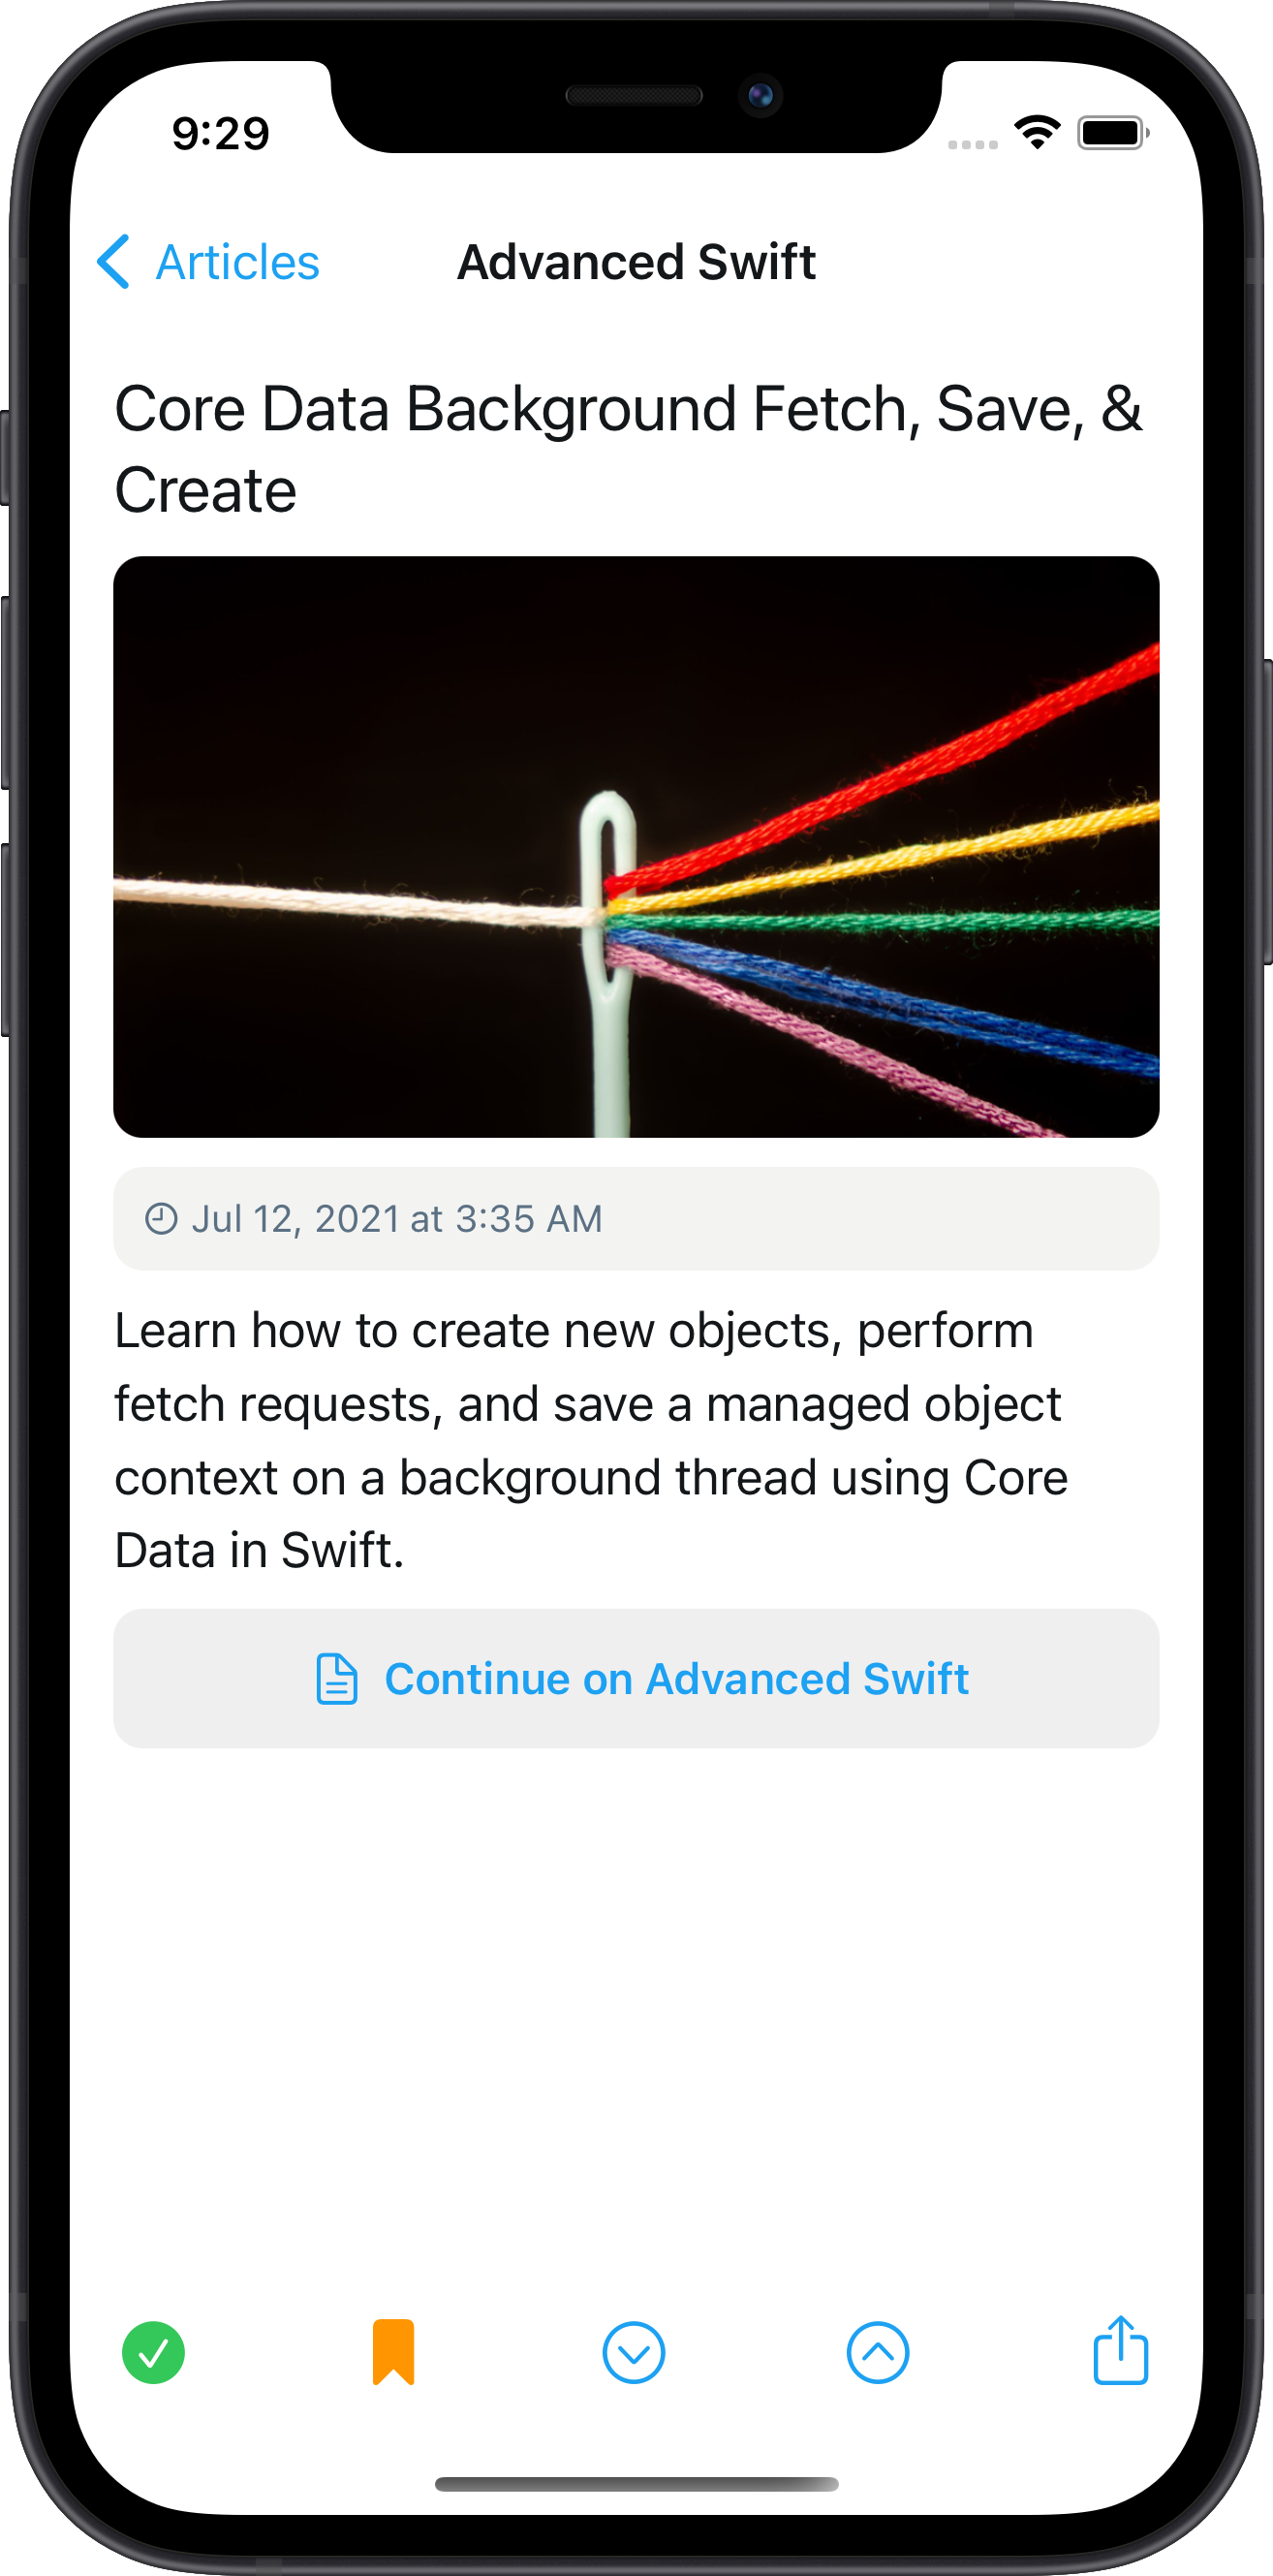 9:29
Articles
Advanced Swift
Core Data Background Fetch, Save, &
Create
Jul 12, 2021 at 3:35 AM
Learn how to create new objects, perform
fetch requests, and save a managed object
context on a background thread using Core
Data in Swift.
Continue on Advanced Swift